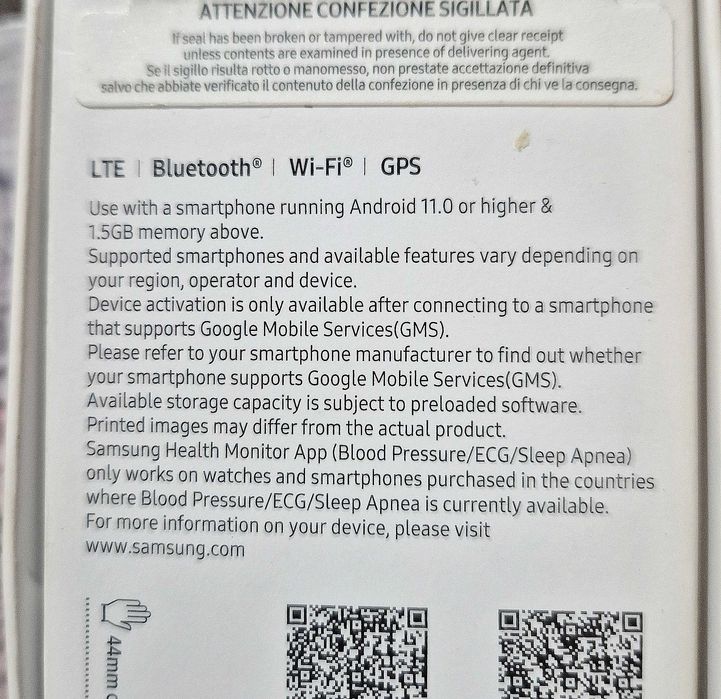 ATTENZIONE CONFEZIONE SIGILLATA
If seal has been broken or tampered with, do not give clear receipt
unless contents are examined in presence of delivering agent.
Se il sigillo risulta rotto o manomesso, non prestate accettazione definitiva
salvo che abbiate verificato il contenuto della confezione in presenza di chi ve la consegna.
LTE | Bluetooth® | Wi-Fi® | GPS
Use with a smartphone running Android 11.0 or higher &
1.5GB memory above.
Supported smartphones and available features vary depending on
your region, operator and device.
Device activation is only available after connecting to a smartphone
that supports Google Mobile Services(GMS).
Please refer to your smartphone manufacturer to find out whether
your smartphone supports Google Mobile Services(GMS).
Available storage capacity is subject to preloaded software.
Printed images may differ from the actual product.
Samsung Health Monitor App (Blood Pressure/ECG/Sleep Apnea)
only works on watches and smartphones purchased in the countries
where Blood Pressure/ECG/Sleep Apnea is currently available.
For more information on your device, please visit
www.samsung.com
44mm